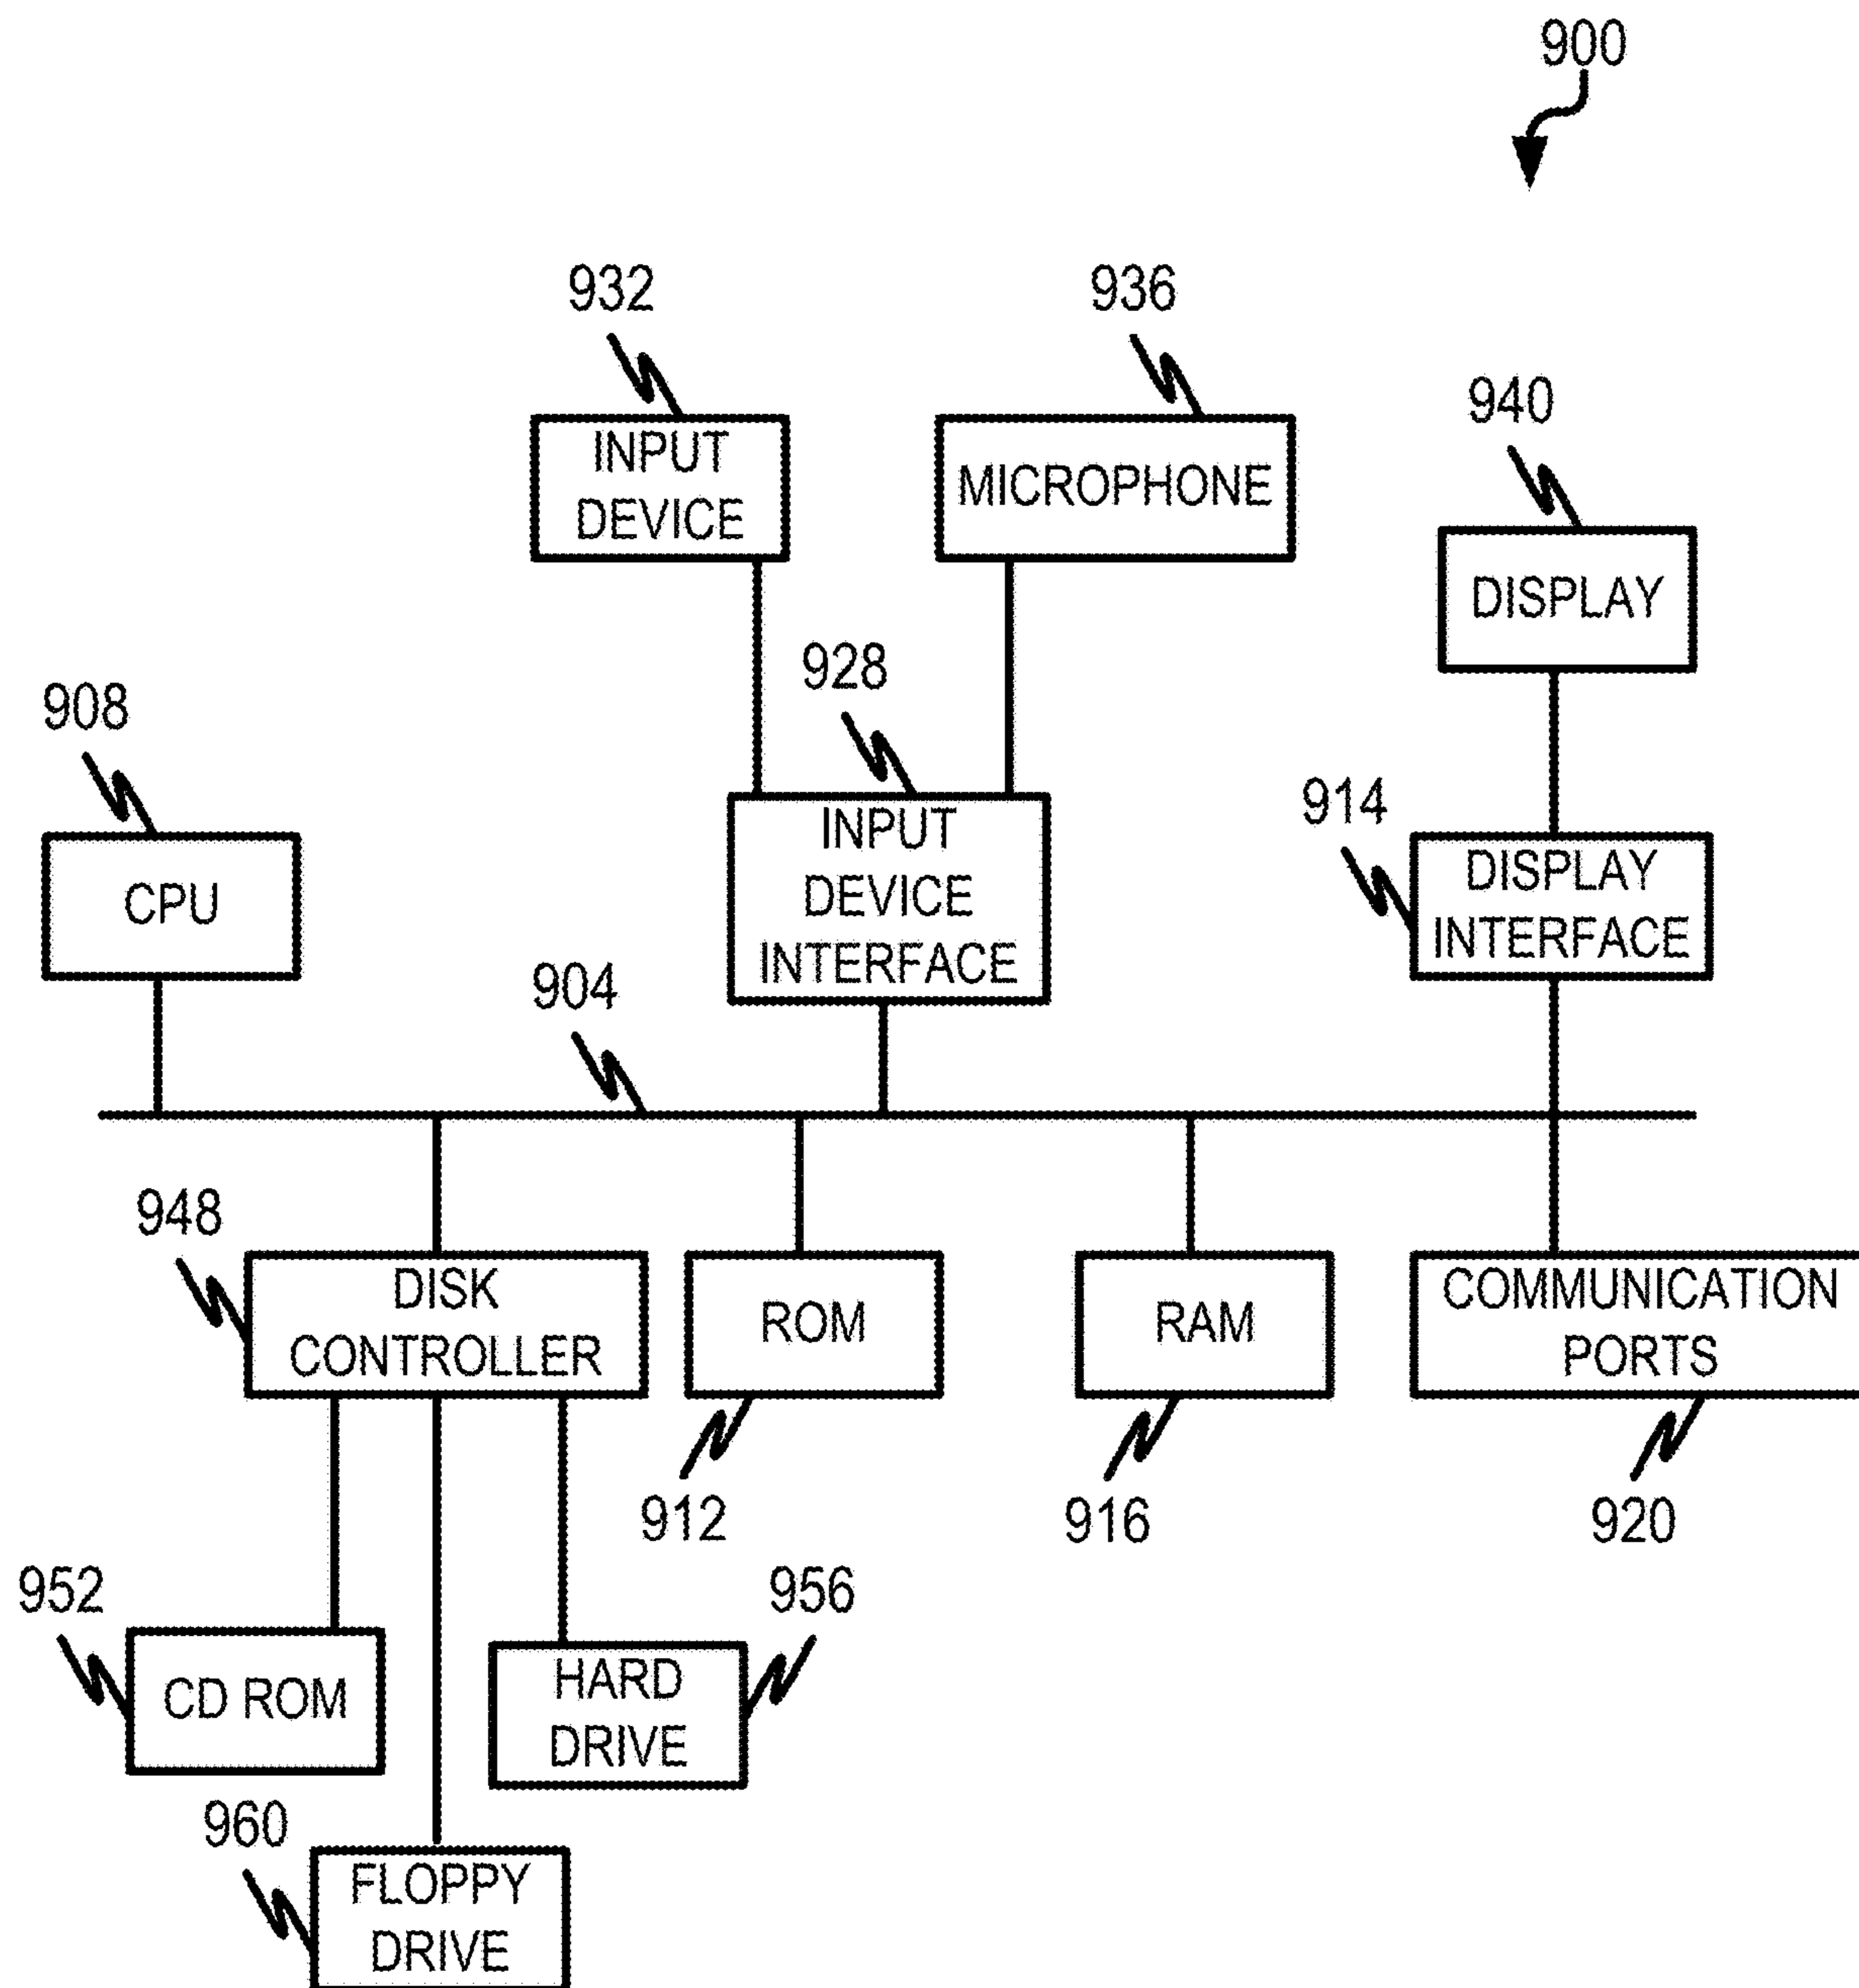 900
932
936
INPUT
DEVICE
MICROPHONE
940
DISPLAY
908
928
914
CPU
INPUT
DEVICE
INTERFACE
DISPLAY
INTERFACE
904
948
DISK
CONTROLLER
ROM
RAM
COMMUNICATION
PORTS
912
916
920
952
956
CD ROM
HARD
DRIVE
960
FLOPPY
DRIVE